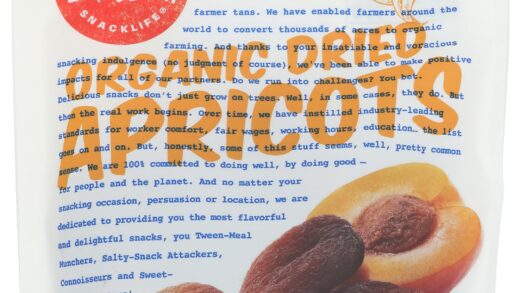 SNACKLIFE®
farmer tans. We have enabled farmers around the
world to convert thousands of acres to organic
farming. And thanks to your insatiable and voracious
snacking indulgence (no judgment of course), we've been able to make positive
impacts for all of our partners. Do we run into challenges? You bet.
Delicious snacks don't just grow on trees. Well, in some cases, they do. But
then the real work begins. Over time, we have instilled industry-leading
standards for worker comfort, fair wages, working hours, education… the list
goes on and on. But, honestly, some of this stuff seems, well, pretty common
sense. We are 100% committed to doing well, by doing good —
for people and the planet. And no matter your
snacking occasion, persuasion or location, we are
dedicated to providing you the most flavorful
and delightful snacks, you Tween-Meal
Munchers, Salty-Snack Attackers,
Connoisseurs and Sweet-
ORGANIC DRIED
APRICOTS